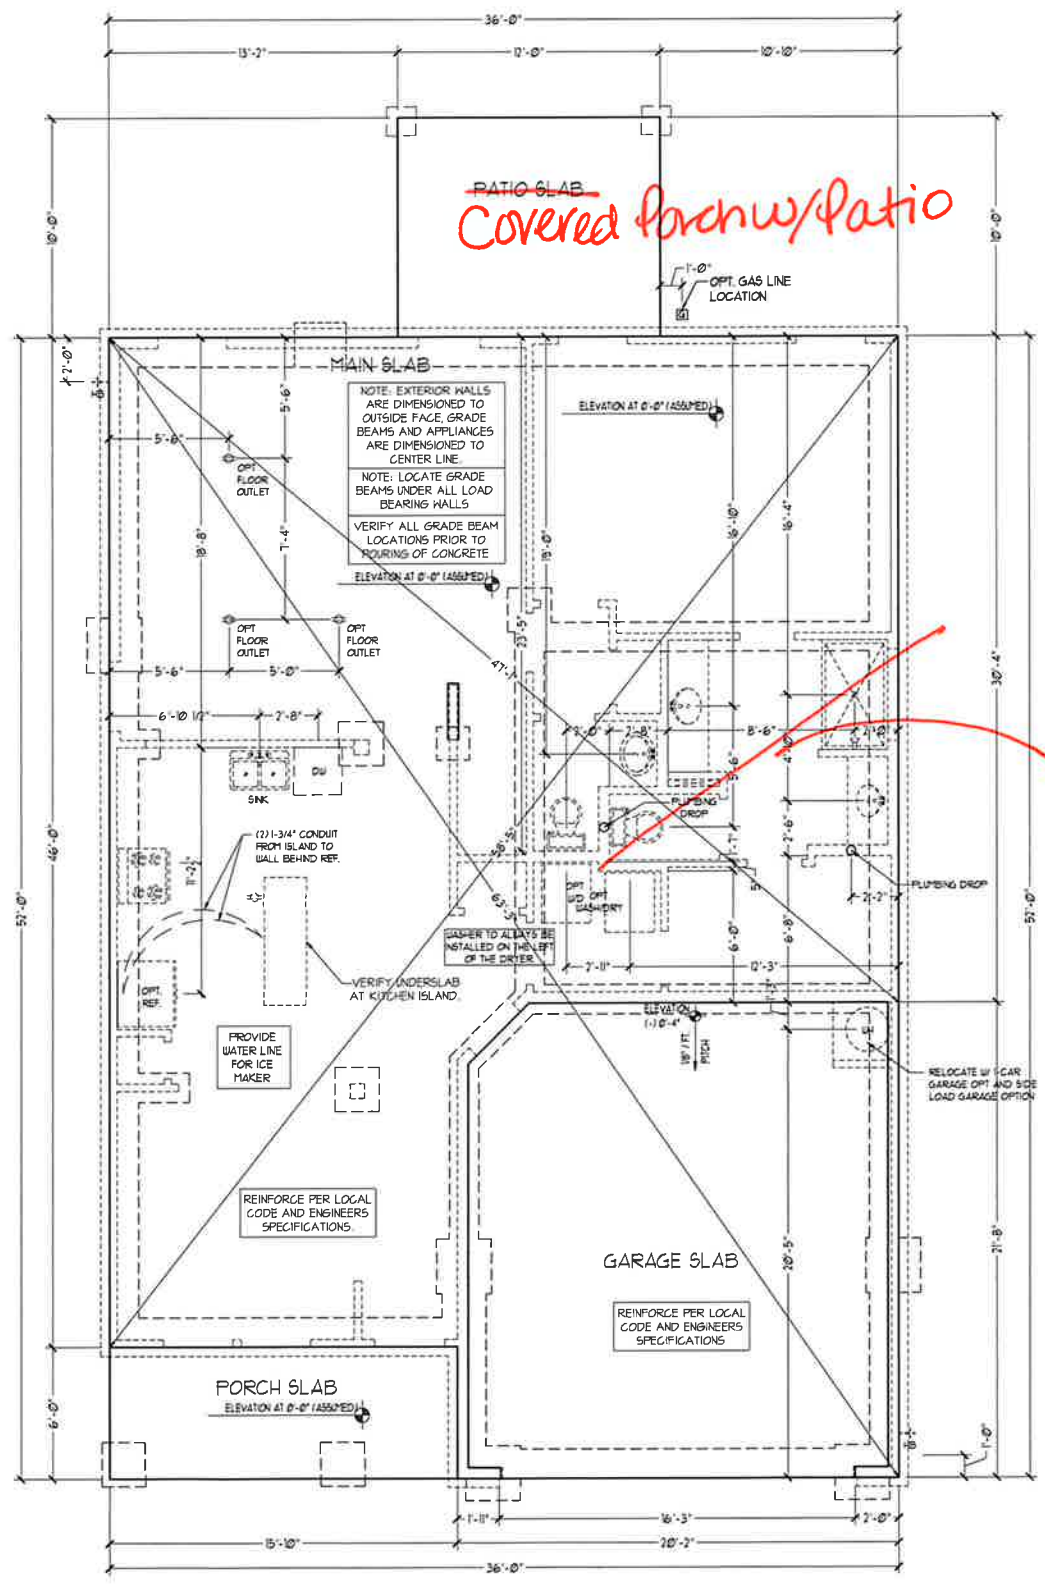 36'-0"
13'-2"
12'-0"
10'-10"
PATIO SLAB
Covered Porch w/Patio
10'-0"
10'-0"
1'-0"
OPT. GAS LINE
LOCATION
G
2'-0"
MAIN SLAB
NOTE: EXTERIOR WALLS
ARE DIMENSIONED TO
OUTSIDE FACE, GRADE
BEAMS AND APPLIANCES
ARE DIMENSIONED TO
CENTER LINE.
NOTE: LOCATE GRADE
BEAMS UNDER ALL LOAD
BEARING WALLS
VERIFY ALL GRADE BEAM
LOCATIONS PRIOR TO
POURING OF CONCRETE
ELEVATION AT 0'-0" (ASSUMED)
ELEVATION AT 0'-0" (ASSUMED)
5'-6"
5'-6"
OPT
FLOOR
OUTLET
18'-8"
7'-4"
15'-0"
16'-10"
16'-4"
23'-5"
OPT
FLOOR
OUTLET
OPT
FLOOR
OUTLET
5'-6"
5'-0"
47'-
30'-4"
6'-10 1/2"
2'-8"
2'-8"
8'-6"
SINK
DW
5'-6"
PLUMBING
DROP
2'-6"
(2) 1-3/4" CONDUIT
FROM ISLAND TO
WALL BEHIND REF.
58'-5"
46'-0"
52'-0"
52'-0"
11'-2"
63'-5"
OPT
W/D
OPT
WASH/DRY
PLUMBING DROP
2'-2"
WASHER TO ALWAYS BE
INSTALLED ON THE LEFT
OF THE DRYER
6'-0"
6'-8"
2'-11"
12'-3"
OPT.
REF.
VERIFY UNDERSLAB
AT KITCHEN ISLAND.
ELEVATION
(-) 0'-4"
1/8" / FT.
PITCH
PROVIDE
WATER LINE
FOR ICE
MAKER
RELOCATE W/ 1-CAR
GARAGE OPT AND SIDE
LOAD GARAGE OPTION
REINFORCE PER LOCAL
CODE AND ENGINEERS
SPECIFICATIONS.
20'-5"
21'-8"
GARAGE SLAB
REINFORCE PER LOCAL
CODE AND ENGINEERS
SPECIFICATIONS
PORCH SLAB
ELEVATION AT 0'-0" (ASSUMED)
6'-0"
1'-0"
1'-11"
16'-3"
2'-0"
15'-10"
20'-2"
36'-0"